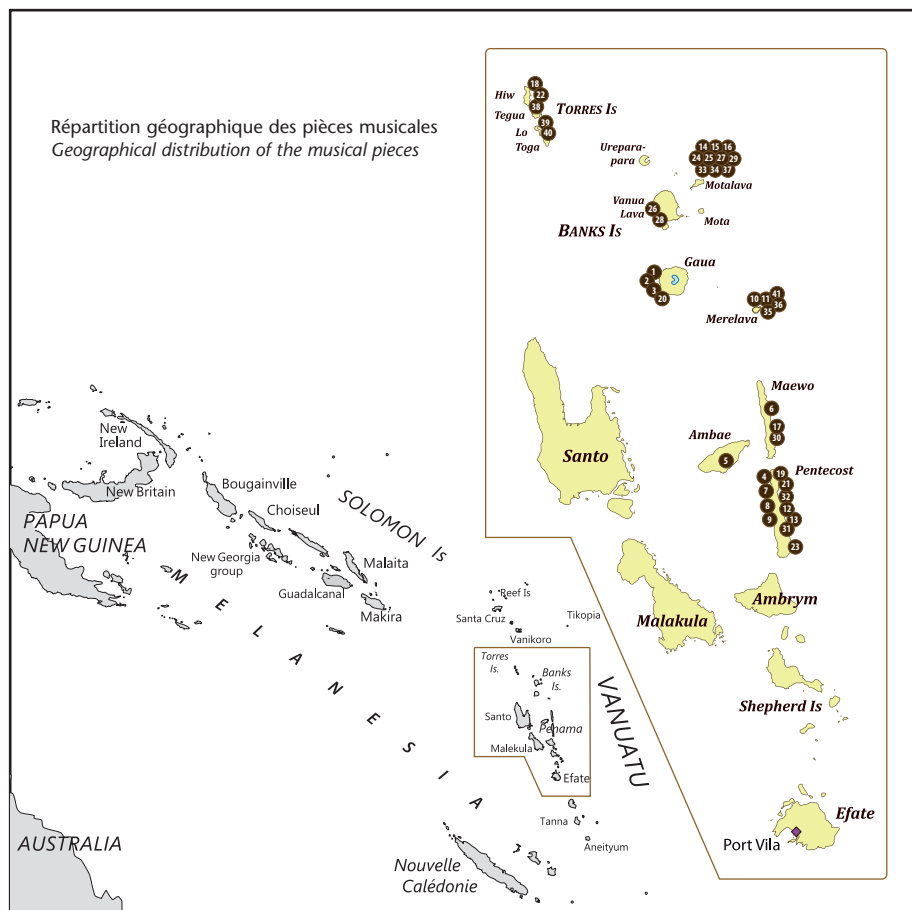 Répartition géographique des pièces musicales
Geographical distribution of the musical pieces
18
Hiw
22
38
TORRES IS
Tegua
39
Lo
40
Toga
Urepara-
para
14 15 16
24 25 27 29
33 34 37
Motalava
Vanua
Lava
26
28
Mota
BANKS IS
Gaua
1
2
3
20
10 11 41
36
35
Merelava
Maewo
6
17
30
Ambae
5
Santo
Pentecost
4 19
21
7
32
8
12
9 13
31
23
Malakula
Ambrym
Shepherd Is
Efate
Port Vila
New
Ireland
New Britain
PAPUA
NEW GUINEA
Bougainville
Choiseul
SOLOMON Is
New Georgia
group
Malaita
Guadalcanal
Makira
MELANESIA
Reef Is
Santa Cruz
Tikopia
Vanikoro
Torres
Is.
Banks
Is.
VANUATU
Santo
Penama
Malekula
Efate
Tanna
Aneityum
AUSTRALIA
Nouvelle
Calédonie